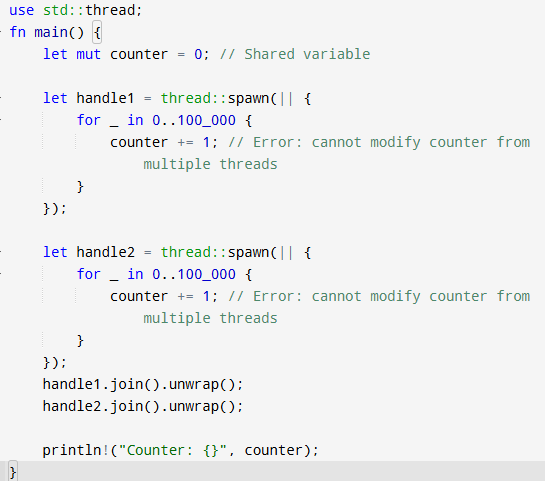 use std::thread;
fn main() {
    let mut counter = 0; // Shared variable

    let handle1 = thread::spawn(|| {
        for _ in 0..100_000 {
            counter += 1; // Error: cannot modify counter from
                multiple threads
        }
    });

    let handle2 = thread::spawn(|| {
        for _ in 0..100_000 {
            counter += 1; // Error: cannot modify counter from
                multiple threads
        }
    });
    handle1.join().unwrap();
    handle2.join().unwrap();

    println!("Counter: {}", counter);
}